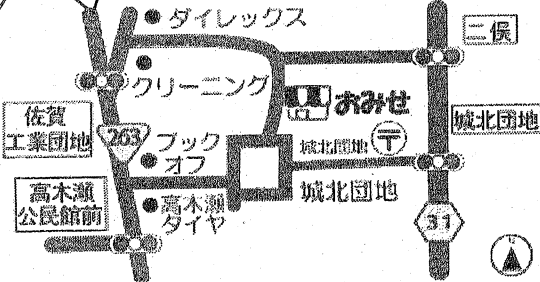 ダイレックス
三俣
クリーニング
おみせ
佐賀
工業団地
263
ブック
オフ
城北団地
〒
城北団地
城北団地
高木瀬
公民館前
高木瀬
タイヤ
31